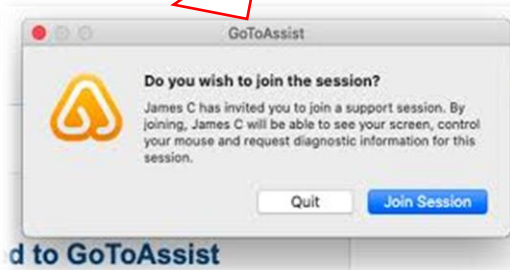 GoToAssist
Do you wish to join the session?
James C has invited you to join a support session. By
joining, James C will be able to see your screen, control
your mouse and request diagnostic information for this
session.
Quit
Join Session
d to GoToAssist